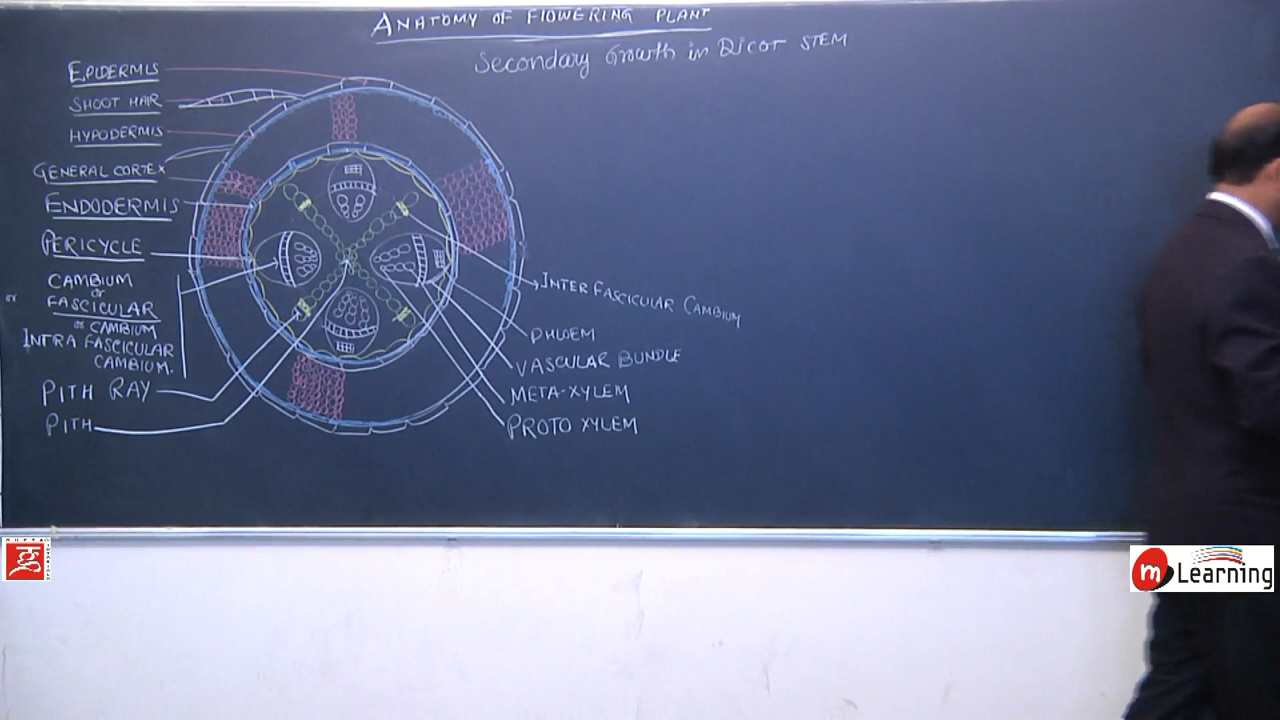 ANATOMY OF FLOWERING PLANT
Secondary Growth in Dicot STEM
EPIDERMIS
SHOOT HAIR
HYPODERMIS
GENERAL CORTEX
ENDODERMIS
PERICYCLE
CAMBIUM
or
or
FASCICULAR
or CAMBIUM
INTRA FASCICULAR
CAMBIUM.
PITH RAY
PITH
INTER FASCICULAR CAMBIUM
PHLOEM
VASCULAR BUNDLE
META-XYLEM
PROTO XYLEM
m Learning